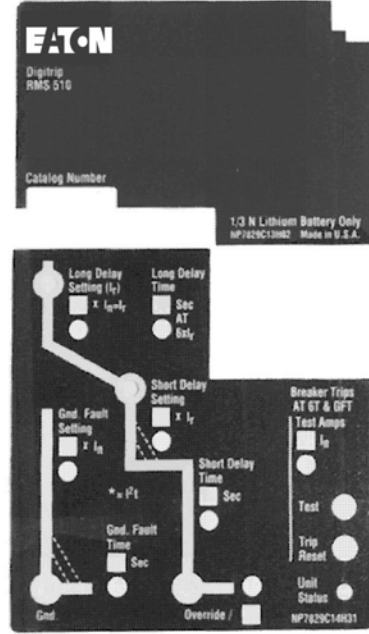 EATON
Digitrip
RMS 510
Catalog Number
1/3 N Lithium Battery Only
NP7829C13H02 Made in U.S.A.
Long Delay
Setting (Ir)
x In=Ir
Long Delay
Time
Sec
AT
6xIr
Short Delay
Setting
x Ir
Breaker Trips
AT 6T & GFT
Test Amps
In
Gnd. Fault
Setting
x In
Short Delay
Time
Sec
* = I²t
Test
Gnd. Fault
Time
Sec
Trip
Reset
Unit
Status
Gnd.
Override /
NP7829C14H31